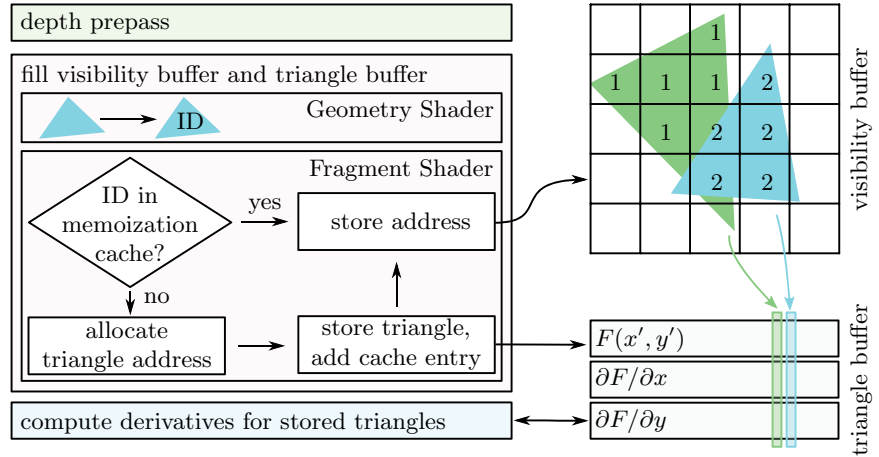 depth prepass
fill visibility buffer and triangle buffer
Geometry Shader
ID
Fragment Shader
ID in
memoization
cache?
yes
store address
no
allocate
triangle address
store triangle,
add cache entry
compute derivatives for stored triangles
1
1 1 1 2
1 2 2
2 2
visibility buffer
F(x′, y′)
∂F/∂x
∂F/∂y
triangle buffer